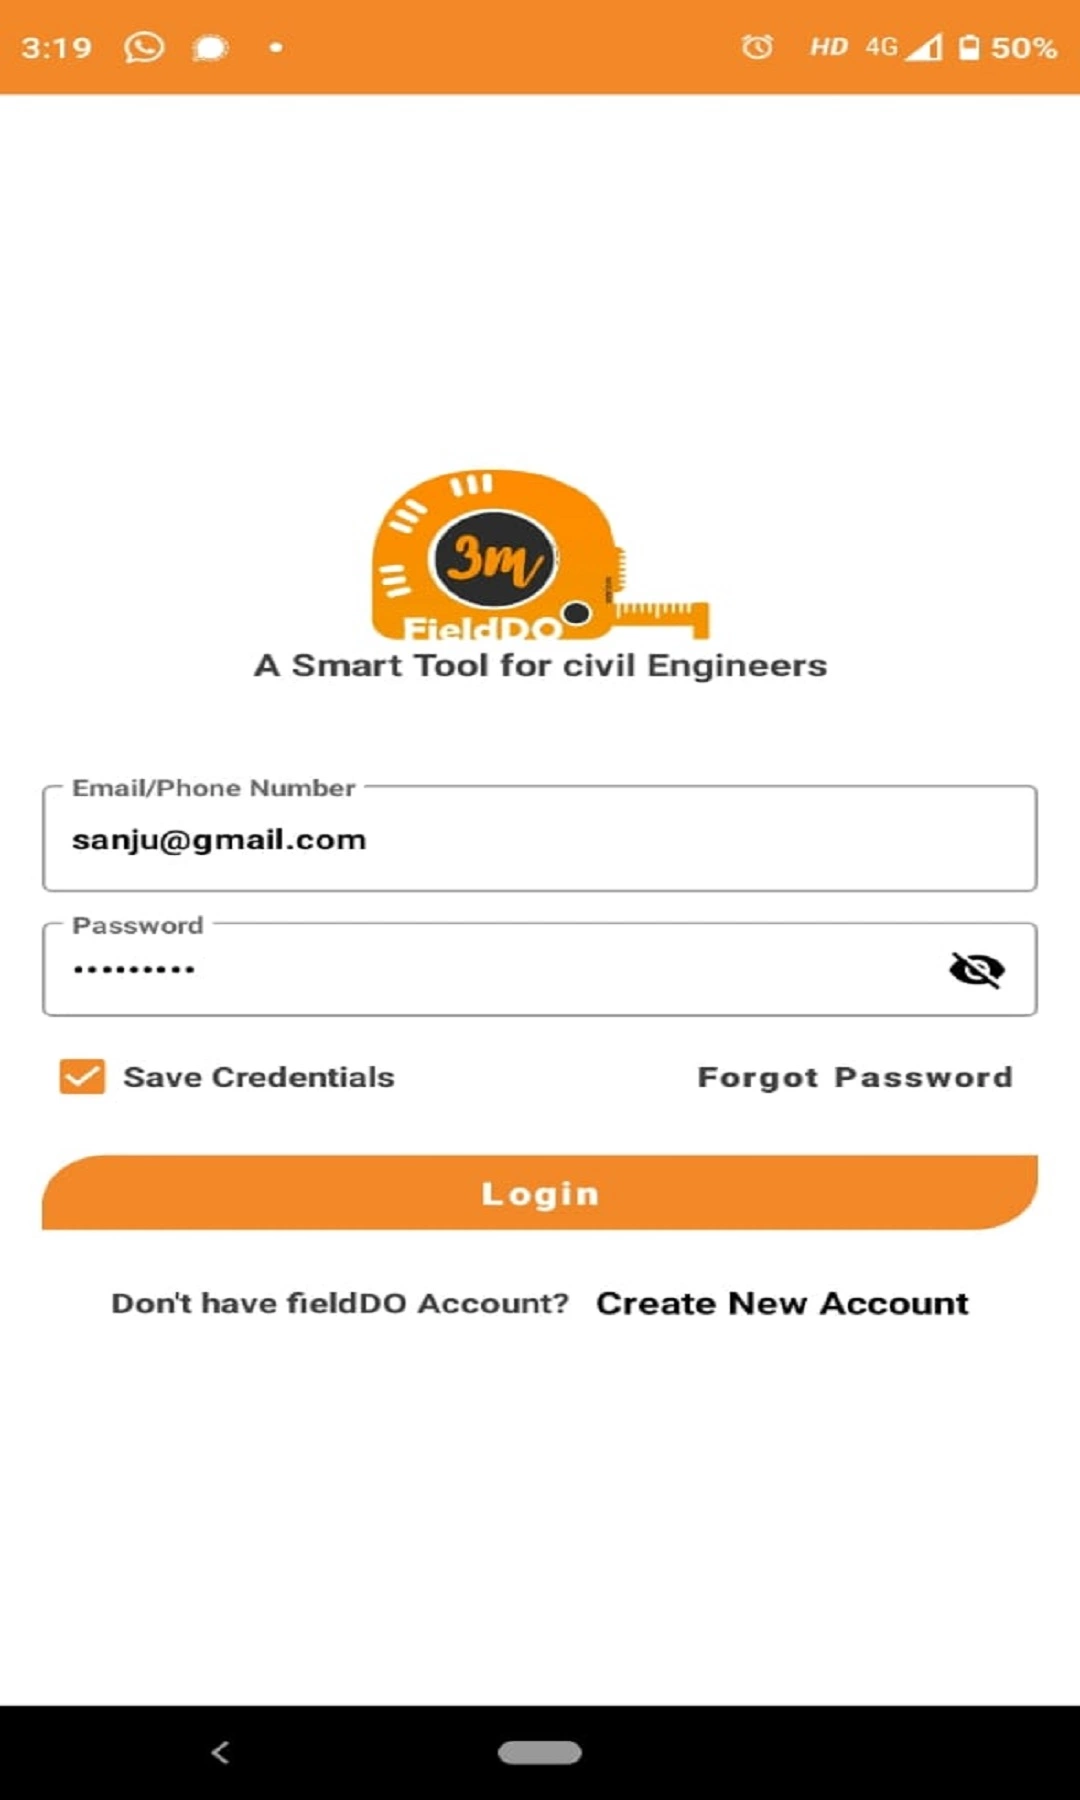 3:19 HD 4G 50%
3m
FieldDO
A Smart Tool for civil Engineers
Email/Phone Number
sanju@gmail.com
Password
•••••••••
Save Credentials Forgot Password
Login
Don't have fieldDO Account? Create New Account